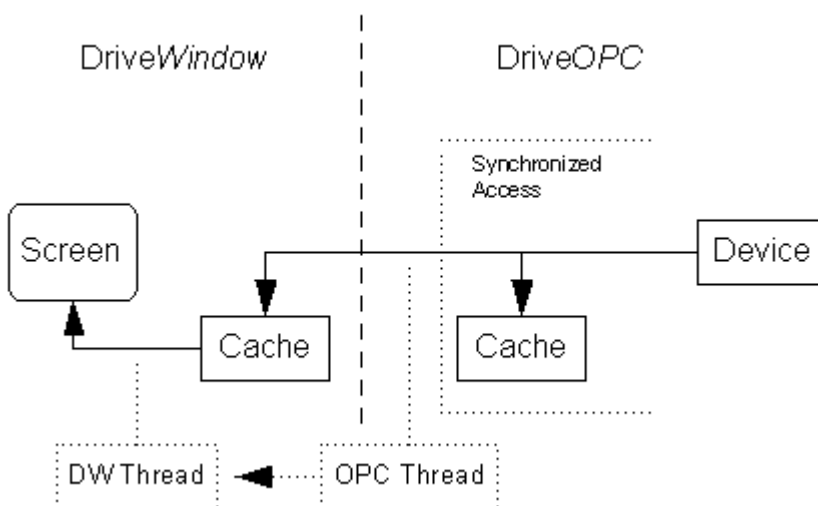 DriveWindow
DriveOPC
Synchronized
Access
Screen
Device
Cache
Cache
DW Thread
OPC Thread